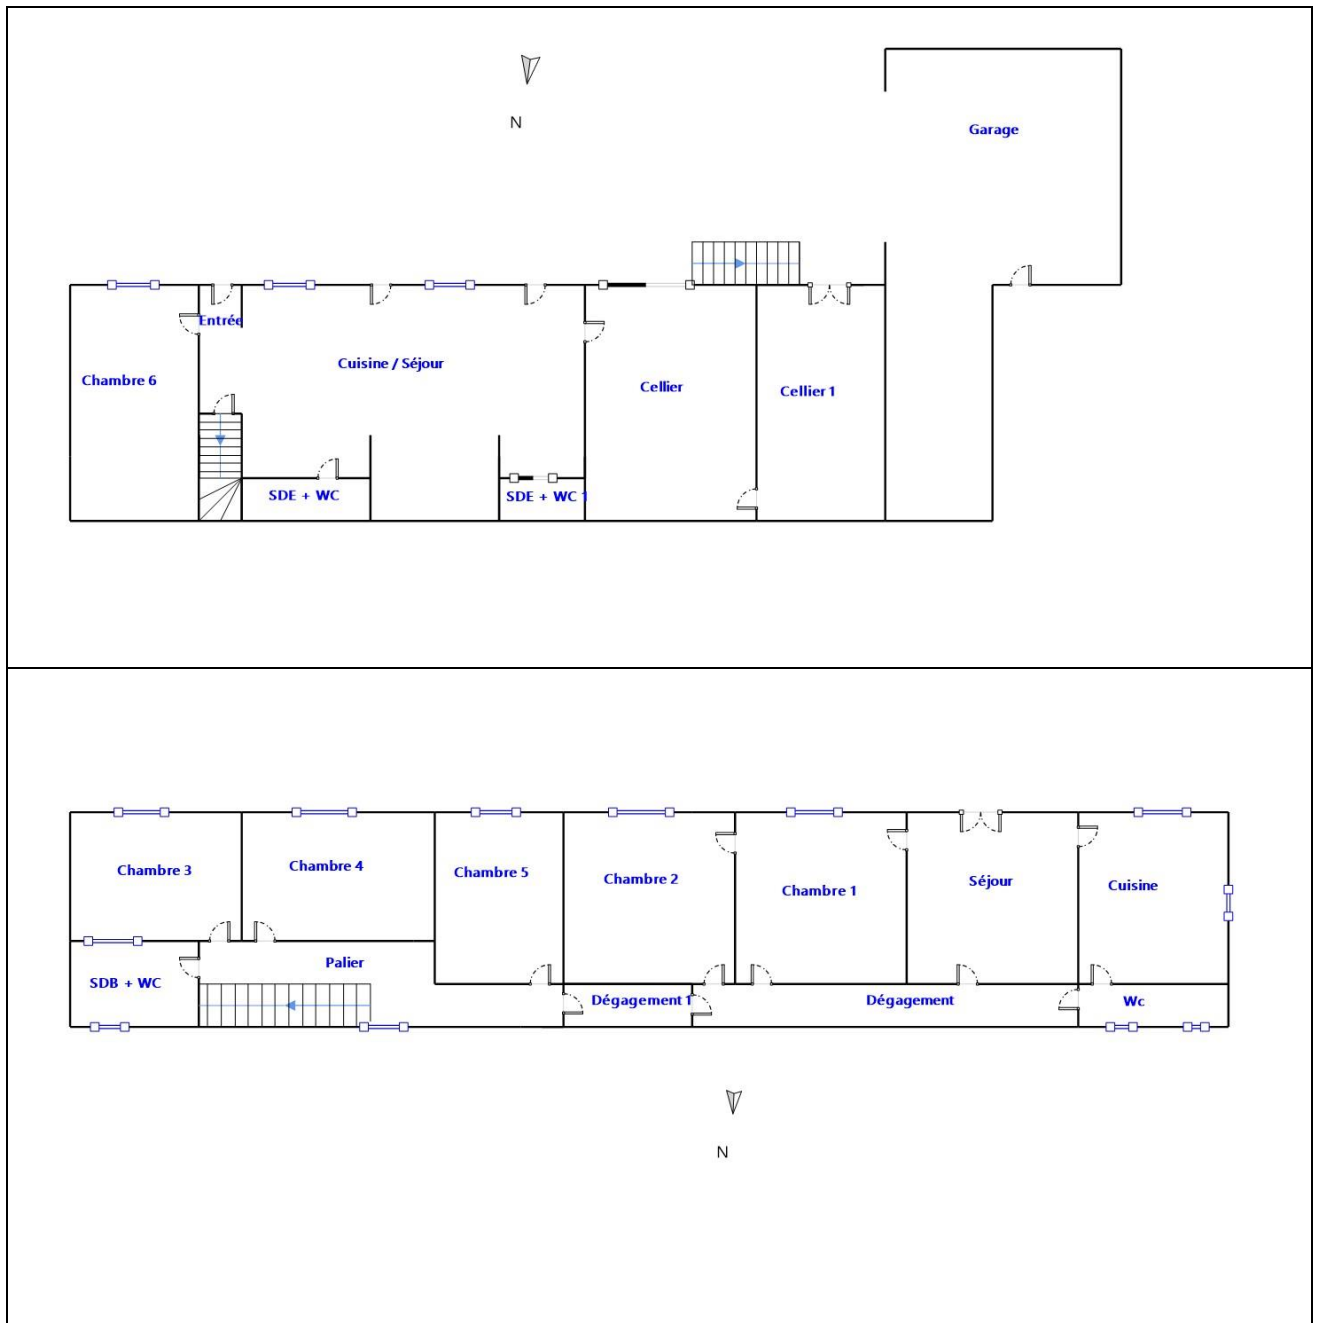 N
Garage
Entrée
Cuisine / Séjour
Chambre 6
Cellier
Cellier 1
SDE + WC
SDE + WC 1
Chambre 3
Chambre 4
Chambre 5
Chambre 2
Chambre 1
Séjour
Cuisine
Palier
SDB + WC
Dégagement 1
Dégagement
Wc
N